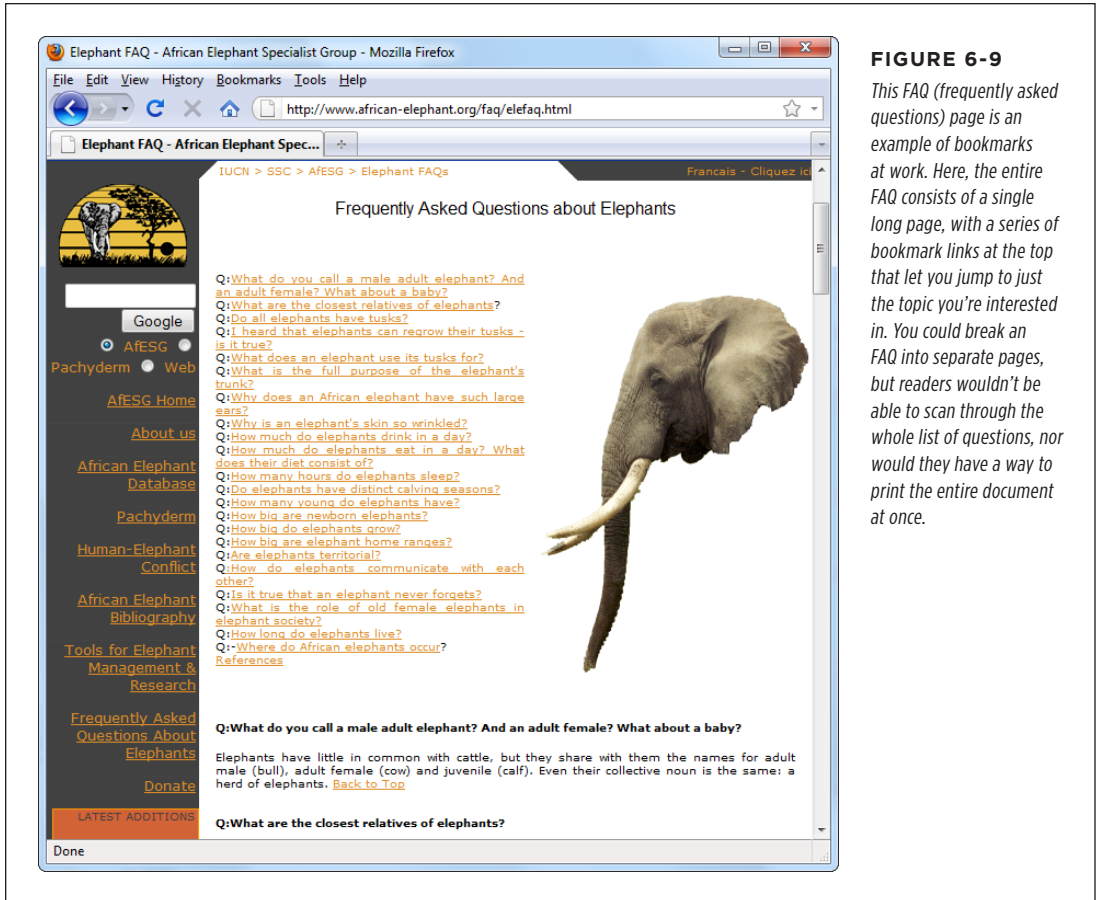 Elephant FAQ - African Elephant Specialist Group - Mozilla Firefox
File Edit View History Bookmarks Tools Help
http://www.african-elephant.org/faq/elefaq.html
Elephant FAQ - African Elephant Spec...
IUCN > SSC > AfESG > Elephant FAQs
Francais - Cliquez ici
Google
AfESG
Pachyderm Web
AfESG Home
About us
African Elephant
Database
Pachyderm
Human-Elephant
Conflict
African Elephant
Bibliography
Tools for Elephant
Management &
Research
Frequently Asked
Questions About
Elephants
Donate
LATEST ADDITIONS
Frequently Asked Questions about Elephants
Q:What do you call a male adult elephant? And
an adult female? What about a baby?
Q:What are the closest relatives of elephants?
Q:Do all elephants have tusks?
Q:I heard that elephants can regrow their tusks -
is it true?
Q:What does an elephant use its tusks for?
Q:What is the full purpose of the elephant's
trunk?
Q:Why does an African elephant have such large
ears?
Q:Why is an elephant's skin so wrinkled?
Q:How much do elephants drink in a day?
Q:How much do elephants eat in a day? What
does their diet consist of?
Q:How many hours do elephants sleep?
Q:Do elephants have distinct calving seasons?
Q:How many young do elephants have?
Q:How big are newborn elephants?
Q:How big do elephants grow?
Q:How big are elephant home ranges?
Q:Are elephants territorial?
Q:How do elephants communicate with each
other?
Q:Is it true that an elephant never forgets?
Q:What is the role of old female elephants in
elephant society?
Q:How long do elephants live?
Q:-Where do African elephants occur?
References
Q:What do you call a male adult elephant? And an adult female? What about a baby?
Elephants have little in common with cattle, but they share with them the names for adult
male (bull), adult female (cow) and juvenile (calf). Even their collective noun is the same: a
herd of elephants. Back to Top
Q:What are the closest relatives of elephants?
Done
FIGURE 6-9
This FAQ (frequently asked
questions) page is an
example of bookmarks
at work. Here, the entire
FAQ consists of a single
long page, with a series of
bookmark links at the top
that let you jump to just
the topic you're interested
in. You could break an
FAQ into separate pages,
but readers wouldn't be
able to scan through the
whole list of questions, nor
would they have a way to
print the entire document
at once.